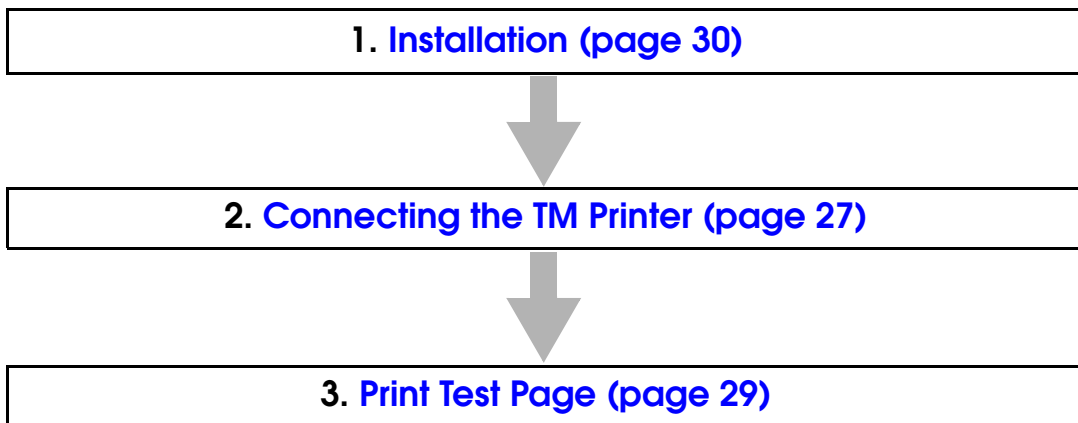 1. Installation (page 30)
2. Connecting the TM Printer (page 27)
3. Print Test Page (page 29)